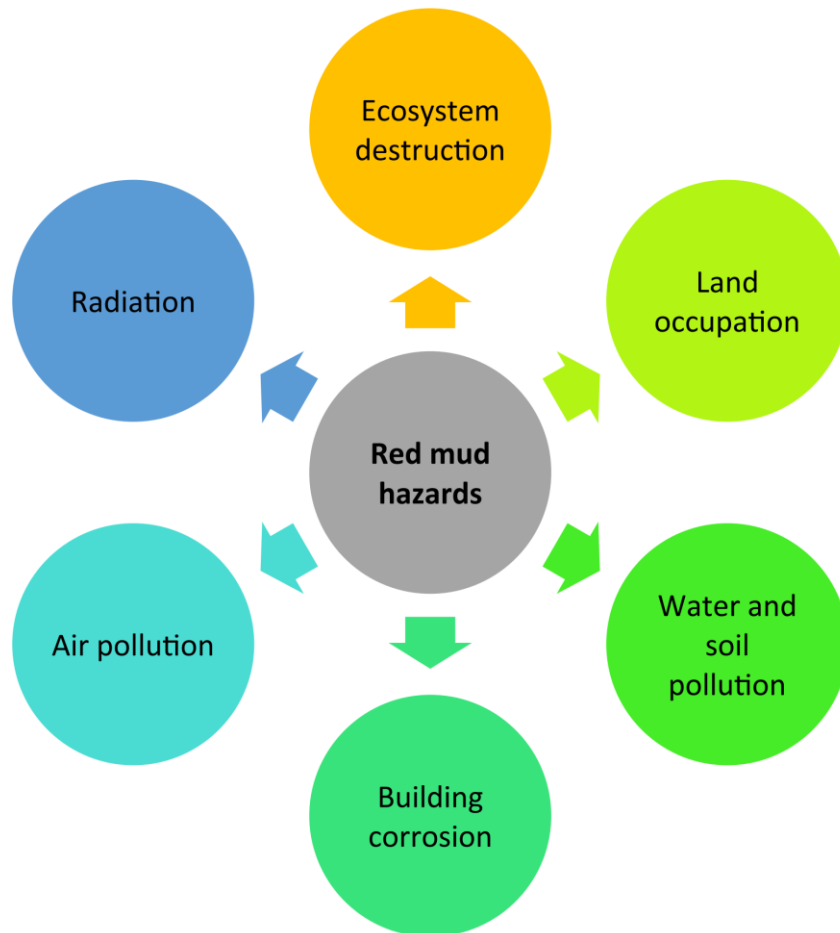 Ecosystem
destruction
Land
occupation
Water and
soil
pollution
Building
corrosion
Air pollution
Radiation
Red mud
hazards